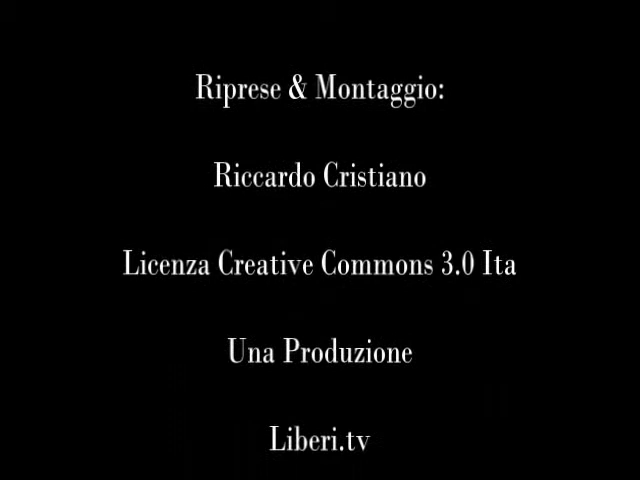 Riprese & Montaggio:
Riccardo Cristiano
Licenza Creative Commons 3.0 Ita
Una Produzione
Liberi.tv